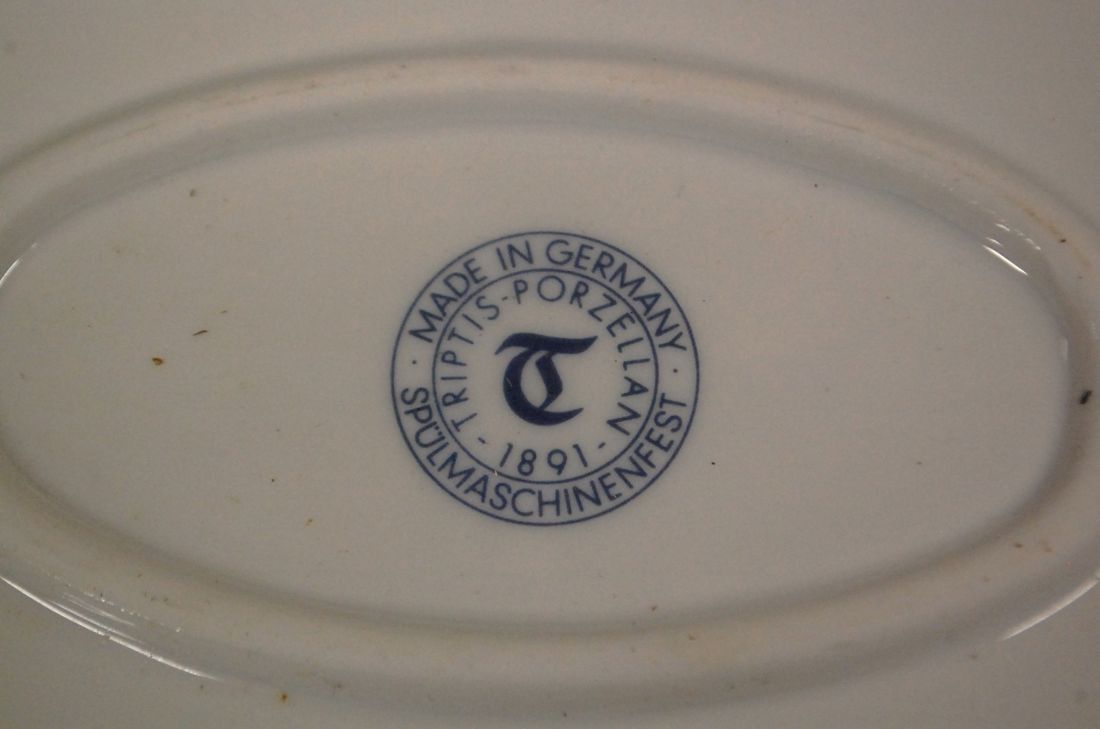 · MADE IN GERMANY ·
TRIPTIS-PORZELLAN
T
- 1891 -
SPÜLMASCHINENFEST